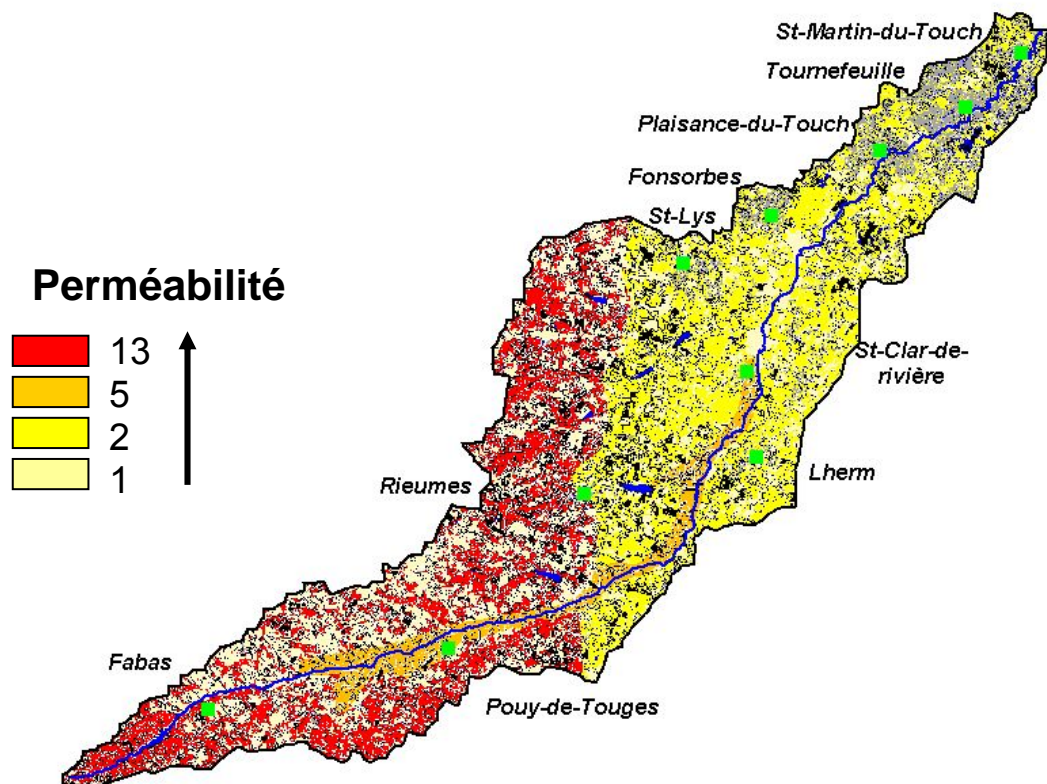 St-Martin-du-Touch
Tournefeuille
Plaisance-du-Touch
Fonsorbes
St-Lys
Perméabilité
13
5
2
1
St-Clar-de-
rivière
Lherm
Rieumes
Fabas
Pouy-de-Touges